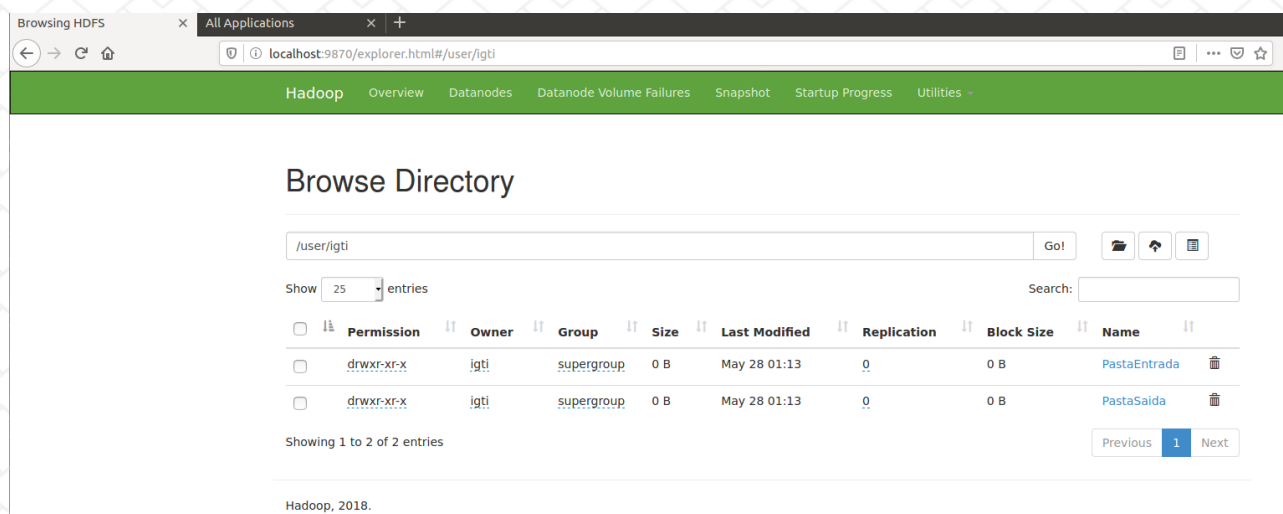 Browsing HDFS × All Applications × +
localhost:9870/explorer.html#/user/igti
Hadoop Overview Datanodes Datanode Volume Failures Snapshot Startup Progress Utilities
Browse Directory
/user/igti Go!
Show 25 entries Search:
Permission Owner Group Size Last Modified Replication Block Size Name
drwxr-xr-x igti supergroup 0 B May 28 01:13 0 0 B PastaEntrada
drwxr-xr-x igti supergroup 0 B May 28 01:13 0 0 B PastaSaida
Showing 1 to 2 of 2 entries Previous 1 Next
Hadoop, 2018.